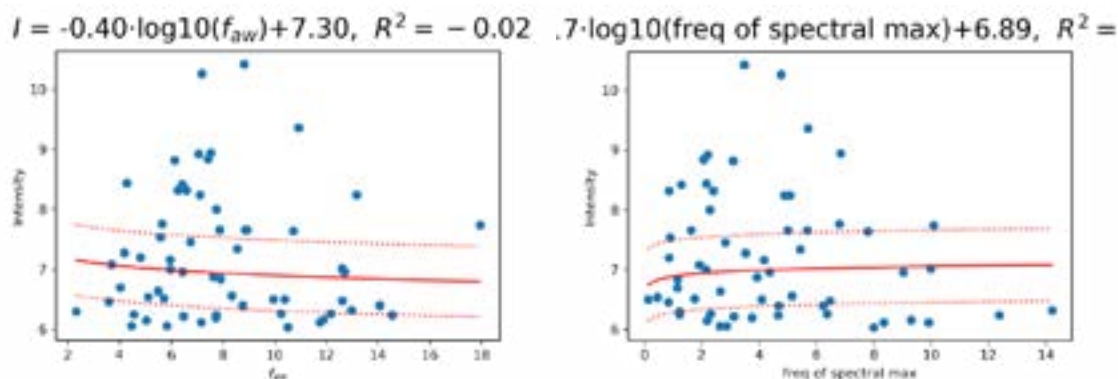 I = -0.40·log10(f_aw)+7.30, R² = − 0.02
.7·log10(freq of spectral max)+6.89, R² =
Intensity
10
9
8
7
6
2 4 6 8 10 12 14 16 18
Intensity
10
9
8
7
6
0 2 4 6 8 10 12 14
freq of spectral max